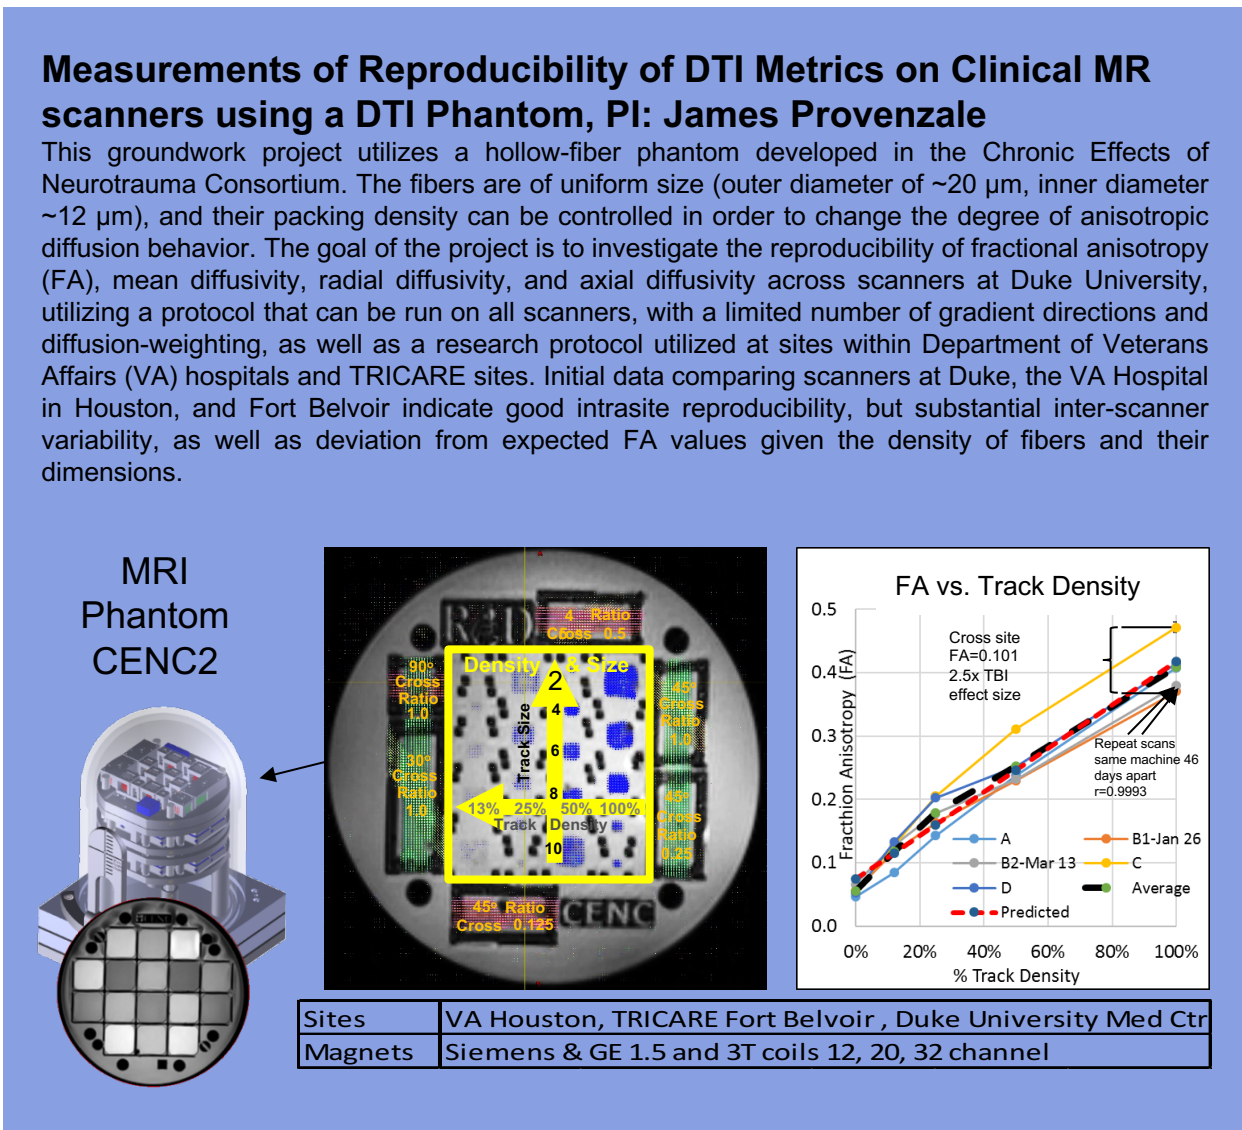 Measurements of Reproducibility of DTI Metrics on Clinical MR
scanners using a DTI Phantom, PI: James Provenzale
This groundwork project utilizes a hollow-fiber phantom developed in the Chronic Effects of
Neurotrauma Consortium. The fibers are of uniform size (outer diameter of ~20 µm, inner diameter
~12 µm), and their packing density can be controlled in order to change the degree of anisotropic
diffusion behavior. The goal of the project is to investigate the reproducibility of fractional anisotropy
(FA), mean diffusivity, radial diffusivity, and axial diffusivity across scanners at Duke University,
utilizing a protocol that can be run on all scanners, with a limited number of gradient directions and
diffusion-weighting, as well as a research protocol utilized at sites within Department of Veterans
Affairs (VA) hospitals and TRICARE sites. Initial data comparing scanners at Duke, the VA Hospital
in Houston, and Fort Belvoir indicate good intrasite reproducibility, but substantial inter-scanner
variability, as well as deviation from expected FA values given the density of fibers and their
dimensions.
MRI
Phantom
CENC2
Ratio
Cross 0.5
90° Cross Ratio 1.0
30° Cross Ratio 1.0
Density & Size
2
4
6
8
10
Track Size
13% 25% 50% 100%
Track Density
45° Cross Ratio 1.0
45° Cross Ratio 0.25
45° Ratio
Cross 0.125
CENC
FA vs. Track Density
Fracthion Anisotropy (FA)
0.5
0.4
0.3
0.2
0.1
0.0
Cross site
FA=0.101
2.5x TBI
effect size
Repeat scans
same machine 46
days apart
r=0.9993
A
B1-Jan 26
B2-Mar 13
C
D
Average
Predicted
0% 20% 40% 60% 80% 100%
% Track Density
Sites VA Houston, TRICARE Fort Belvoir , Duke University Med Ctr
Magnets Siemens & GE 1.5 and 3T coils 12, 20, 32 channel